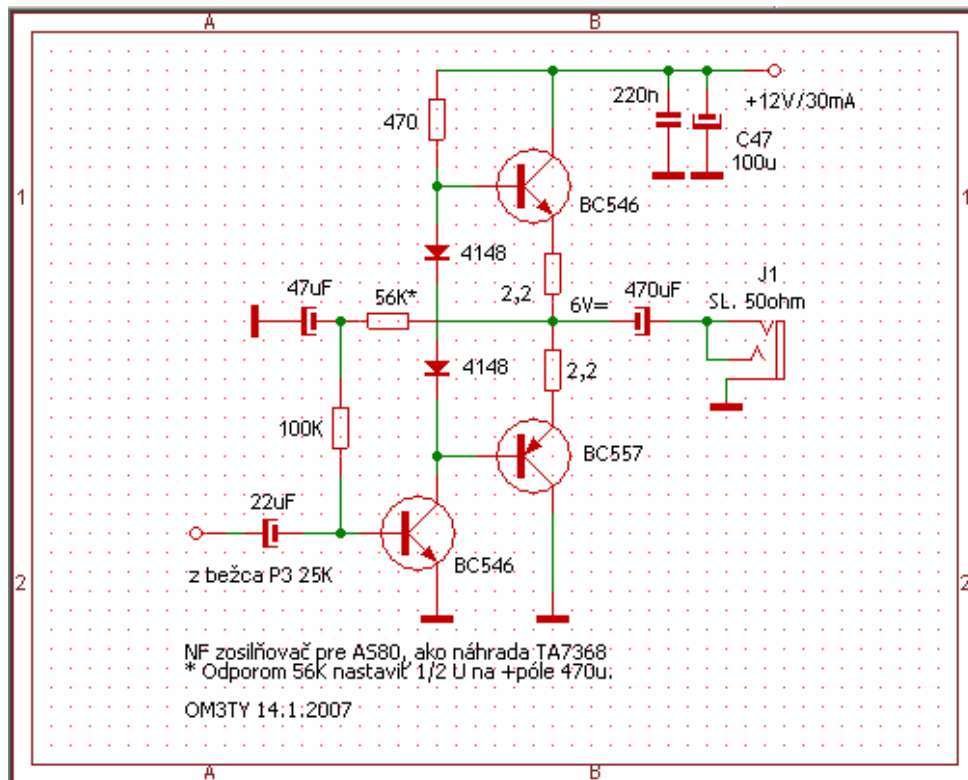 A B
220n
+12V/30mA
470
C47
100u
1 1
BC546
4148
J1
47uF 56K* 2,2 6V= 470uF SL. 50ohm
4148
2,2
100K
BC557
22uF
BC546
z bežca P3 25K
2 2
NF zosilňovač pre AS80, ako náhrada TA7368
* Odporom 56K nastaviť 1/2 U na +póle 470u.
OM3TY 14.1.2007
A B